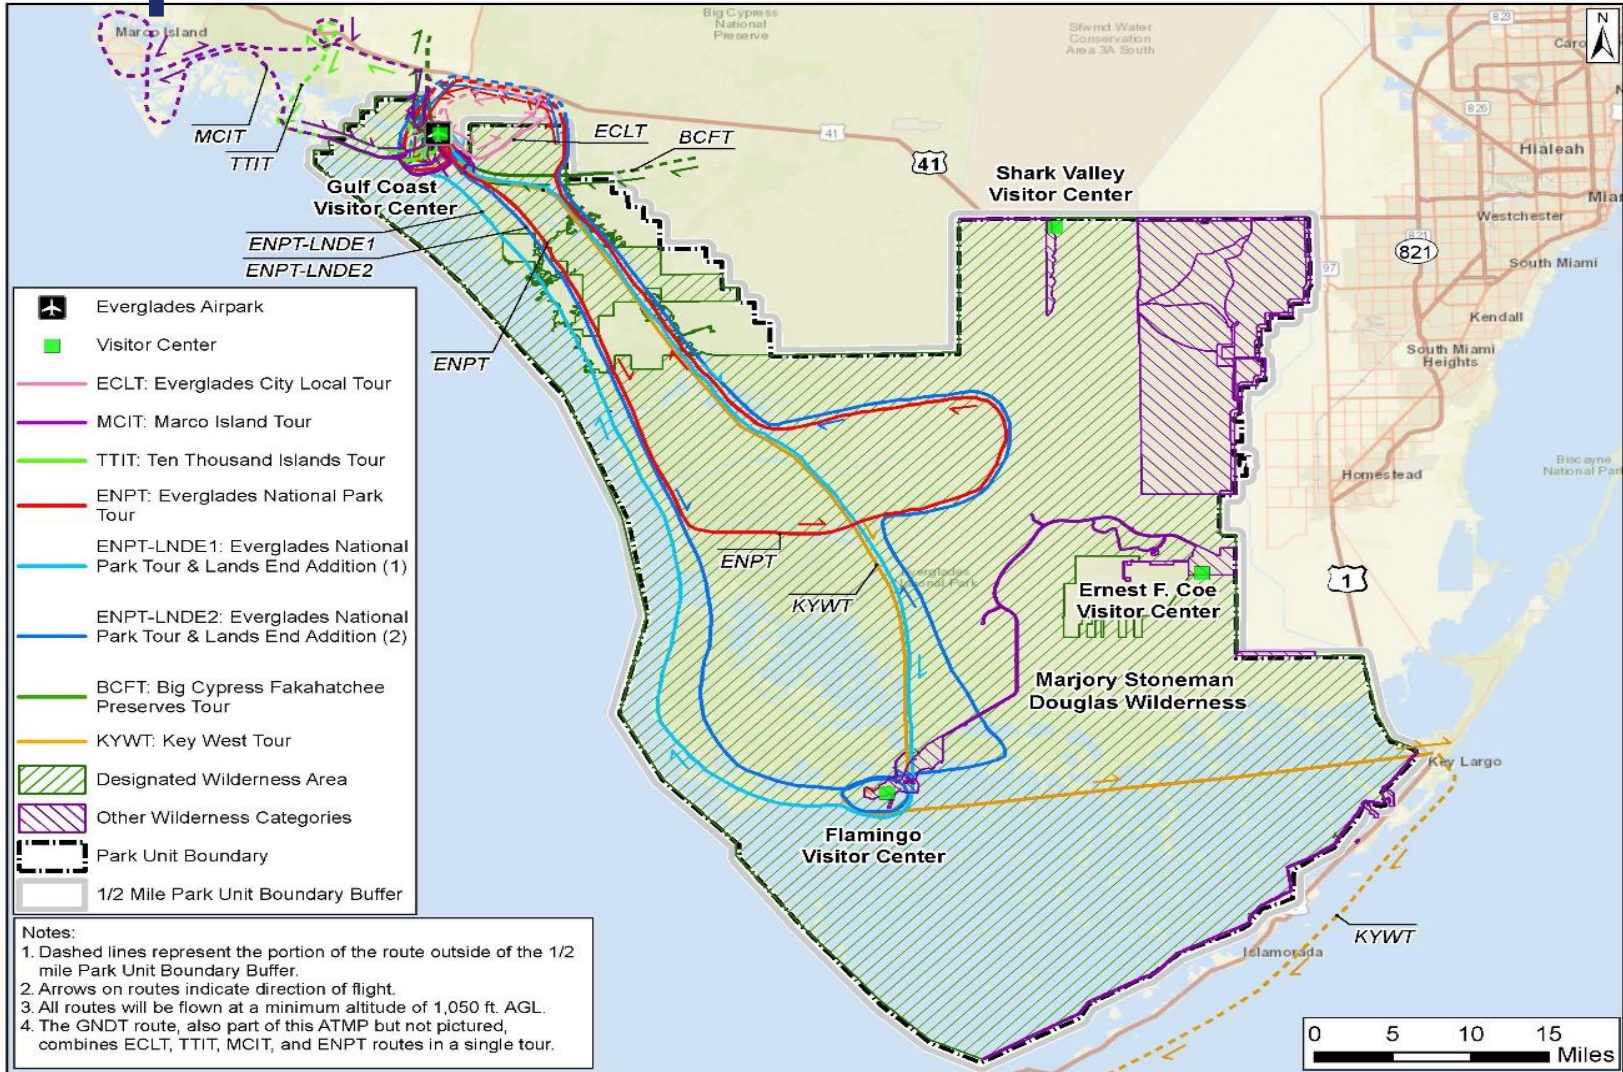 Marco Island
Big Cypress
National
Preserve
Sfwmd Water
Conservation
Area 3A South
823
N
826
Hialeah
MCIT
TTIT
ECLT
BCFT
41
41
Shark Valley
Visitor Center
Gulf Coast
Visitor Center
Westchester
821
821
97
South Miami
ENPT-LNDE1
ENPT-LNDE2
Kendall
South Miami
Heights
ENPT
Biscayne
Homestead
ENPT
KYWT
1
Ernest F. Coe
Visitor Center
Marjory Stoneman
Douglas Wilderness
Key Largo
Flamingo
Visitor Center
KYWT
Islamorada
Everglades Airpark
Visitor Center
ECLT: Everglades City Local Tour
MCIT: Marco Island Tour
TTIT: Ten Thousand Islands Tour
ENPT: Everglades National Park
Tour
ENPT-LNDE1: Everglades National
Park Tour & Lands End Addition (1)
ENPT-LNDE2: Everglades National
Park Tour & Lands End Addition (2)
BCFT: Big Cypress Fakahatchee
Preserves Tour
KYWT: Key West Tour
Designated Wilderness Area
Other Wilderness Categories
Park Unit Boundary
1/2 Mile Park Unit Boundary Buffer
Notes:
1. Dashed lines represent the portion of the route outside of the 1/2
mile Park Unit Boundary Buffer.
2. Arrows on routes indicate direction of flight.
3. All routes will be flown at a minimum altitude of 1,050 ft. AGL.
4. The GNDT route, also part of this ATMP but not pictured,
combines ECLT, TTIT, MCIT, and ENPT routes in a single tour.
0 5 10 15
Miles